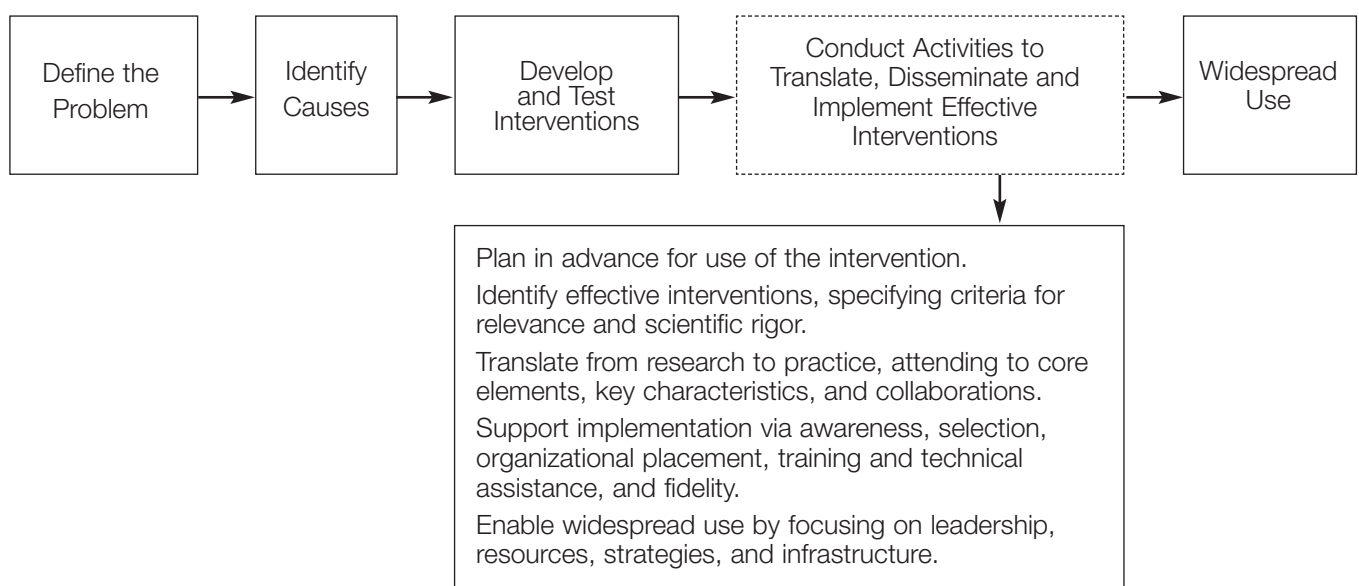 Define the
Problem
Identify
Causes
Develop
and Test
Interventions
Conduct Activities to
Translate, Disseminate and
Implement Effective
Interventions
Widespread
Use
Plan in advance for use of the intervention.
Identify effective interventions, specifying criteria for
relevance and scientific rigor.
Translate from research to practice, attending to core
elements, key characteristics, and collaborations.
Support implementation via awareness, selection,
organizational placement, training and technical
assistance, and fidelity.
Enable widespread use by focusing on leadership,
resources, strategies, and infrastructure.